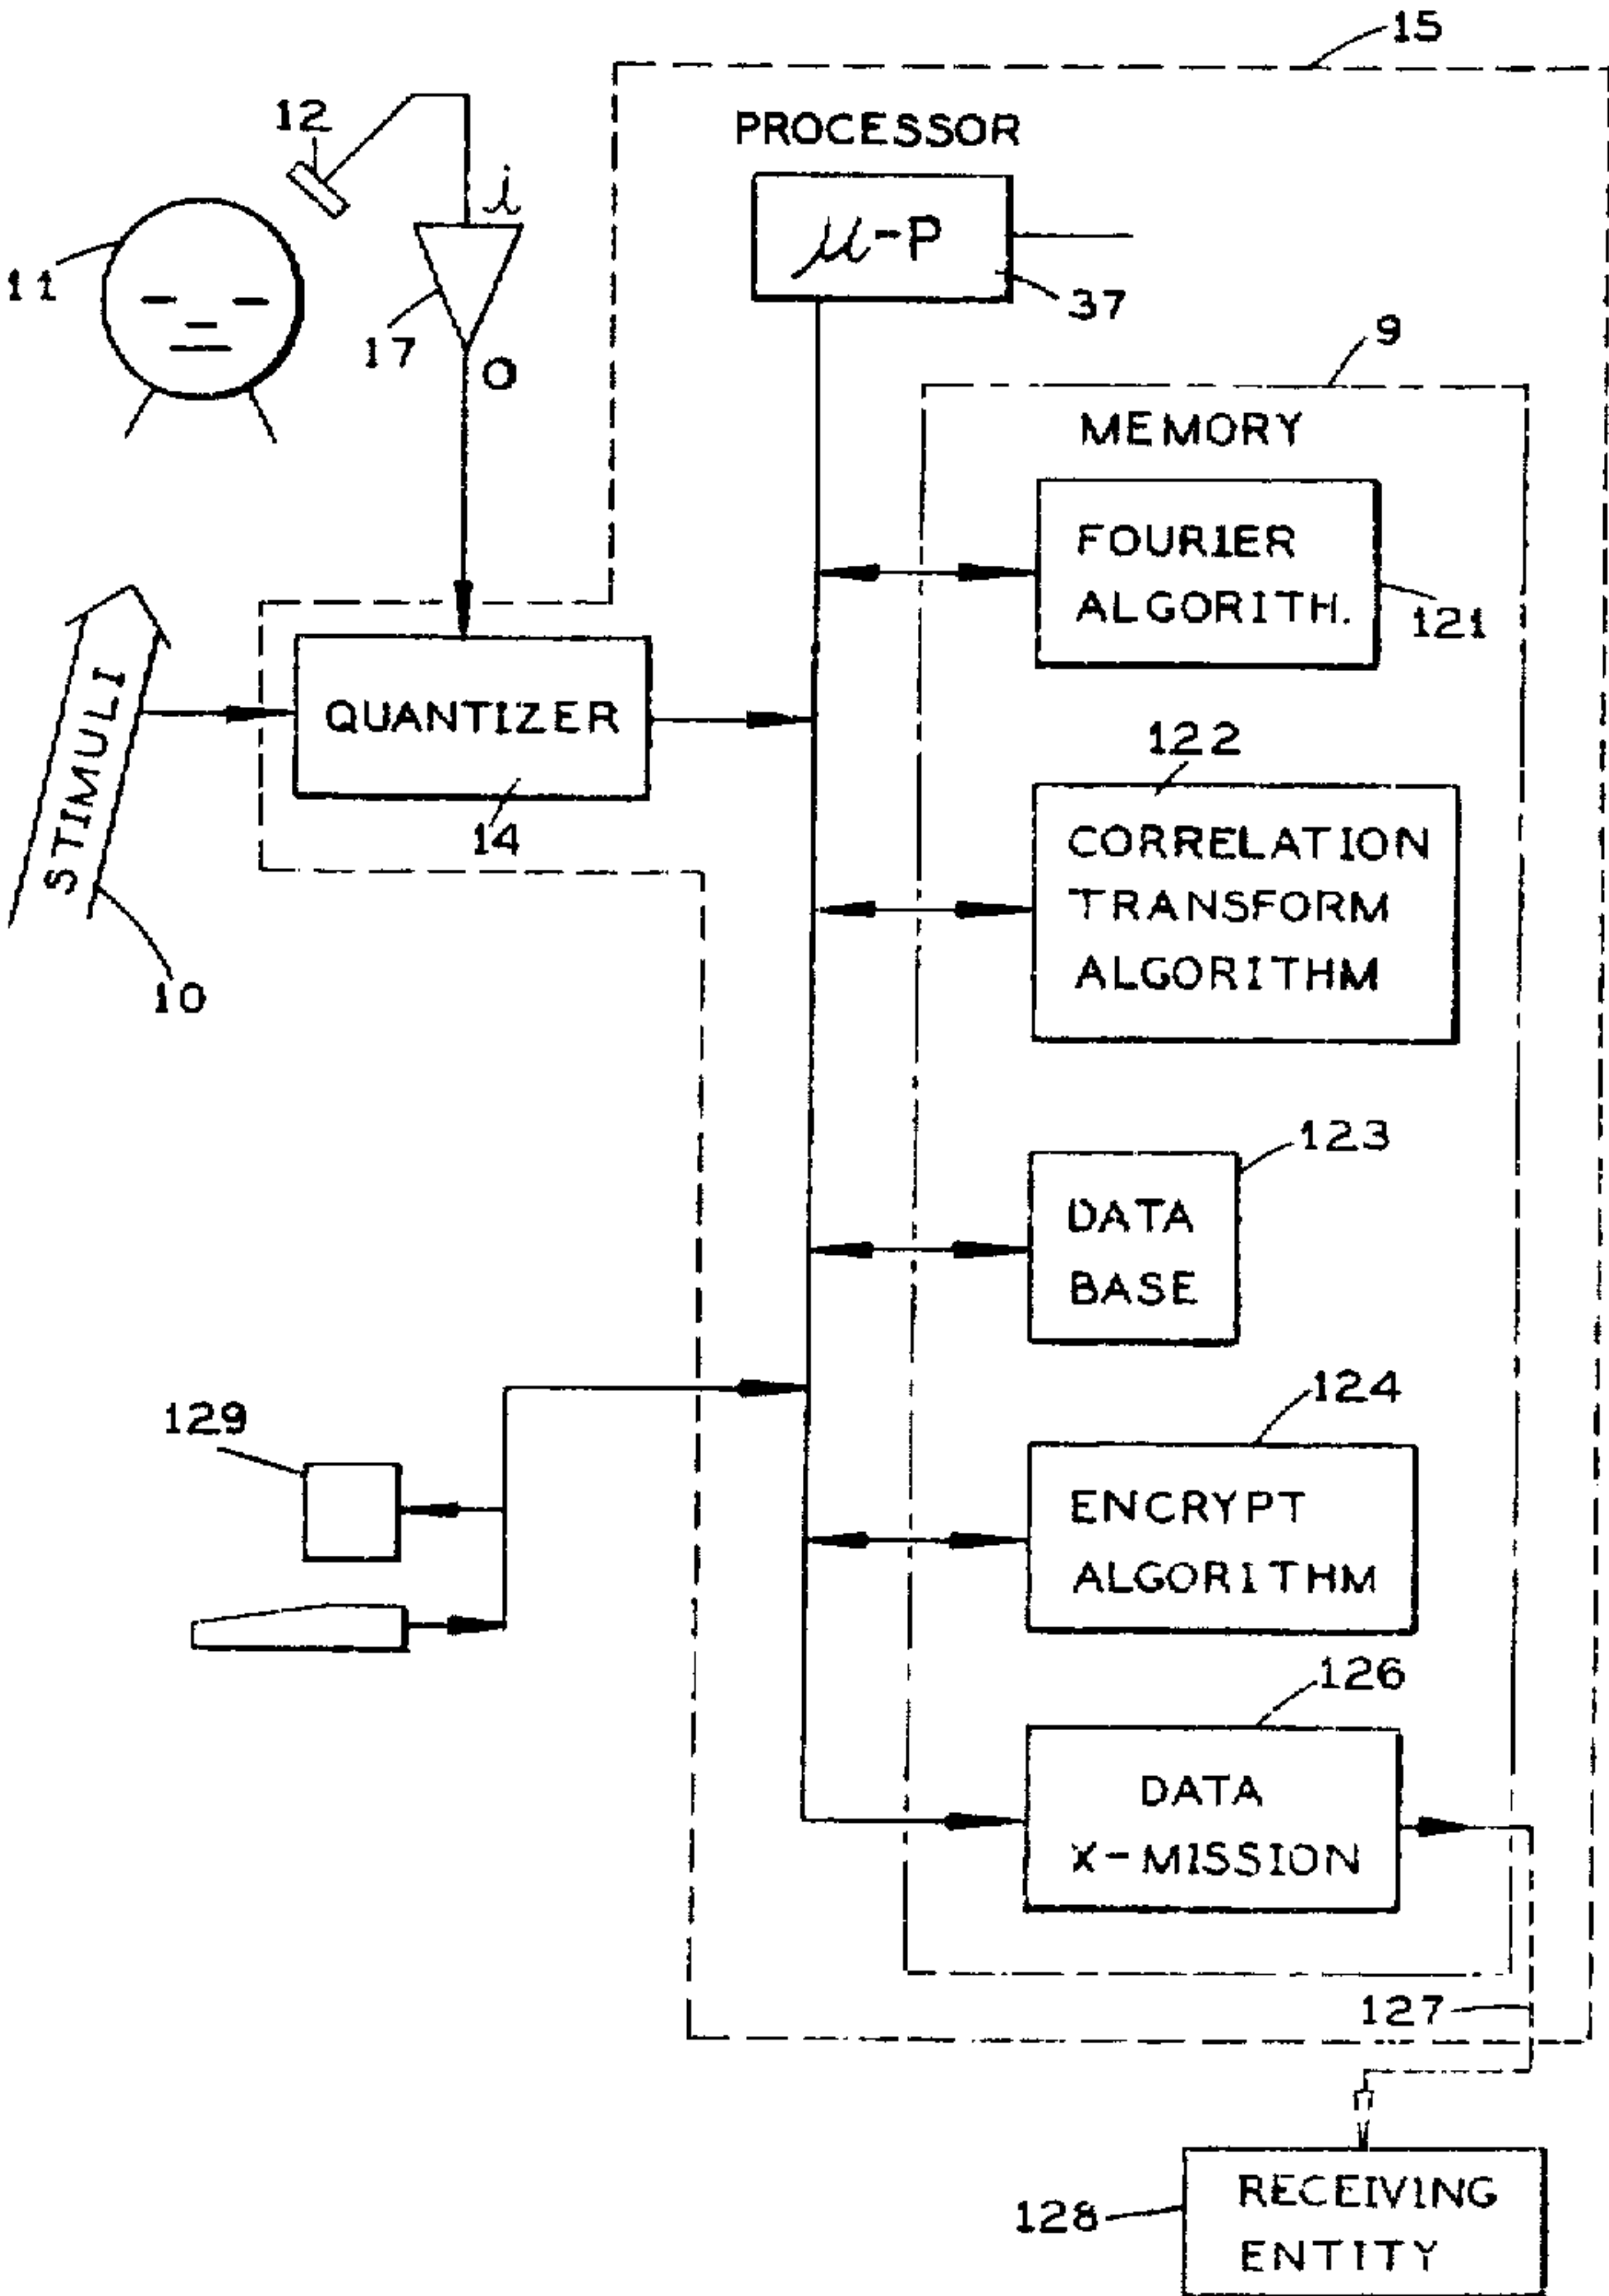 15
12
PROCESSOR
i
μ-P
11
37
17
9
o
MEMORY
FOURIER
ALGORITH.
121
STIMULI
QUANTIZER
122
14
CORRELATION
TRANSFORM
ALGORITHM
10
123
DATA
BASE
124
129
ENCRYPT
ALGORITHM
126
DATA
X-MISSION
127
RECEIVING
128
ENTITY